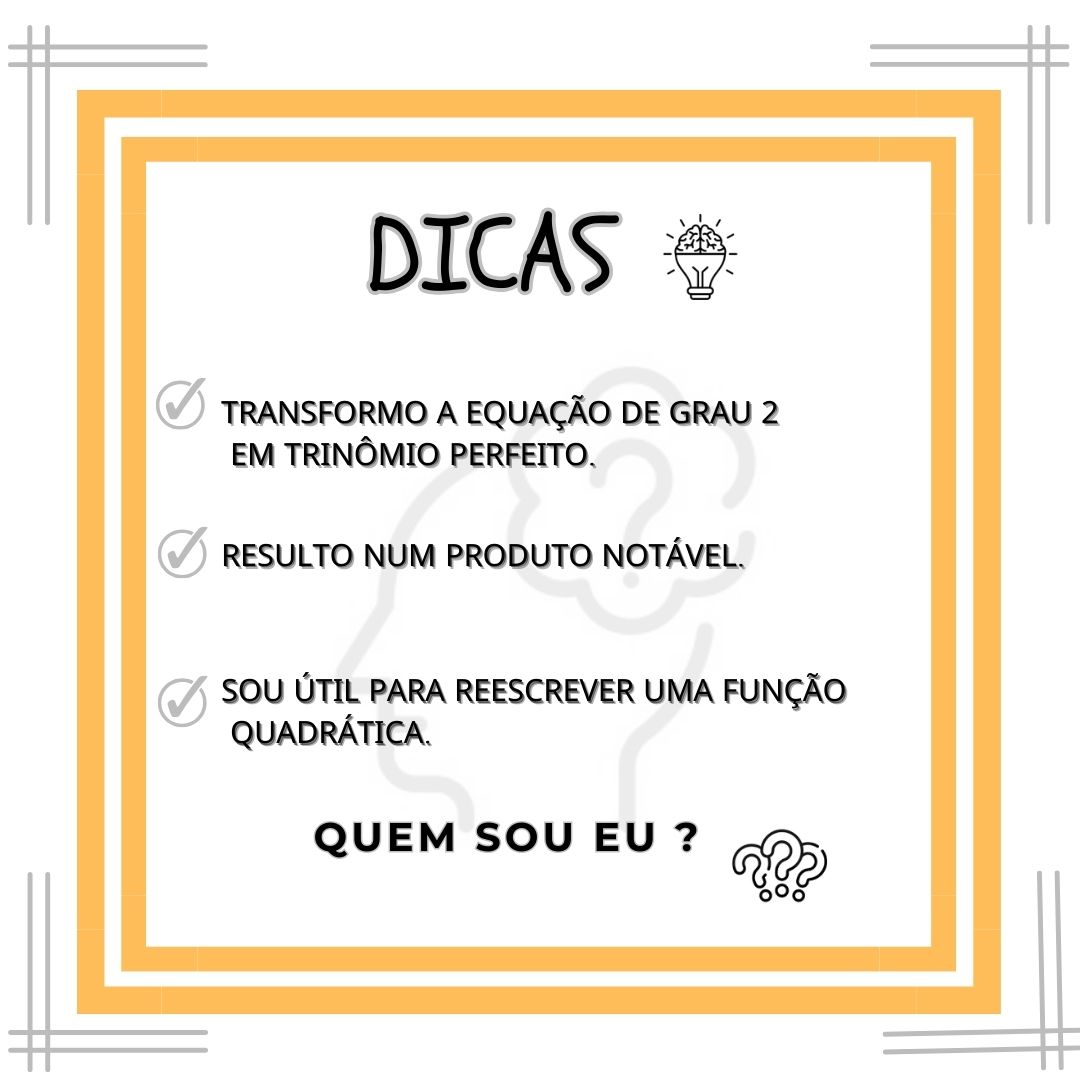 DICAS
TRANSFORMO A EQUAÇÃO DE GRAU 2
EM TRINÔMIO PERFEITO.
RESULTO NUM PRODUTO NOTÁVEL.
SOU ÚTIL PARA REESCREVER UMA FUNÇÃO
QUADRÁTICA.
QUEM SOU EU ?